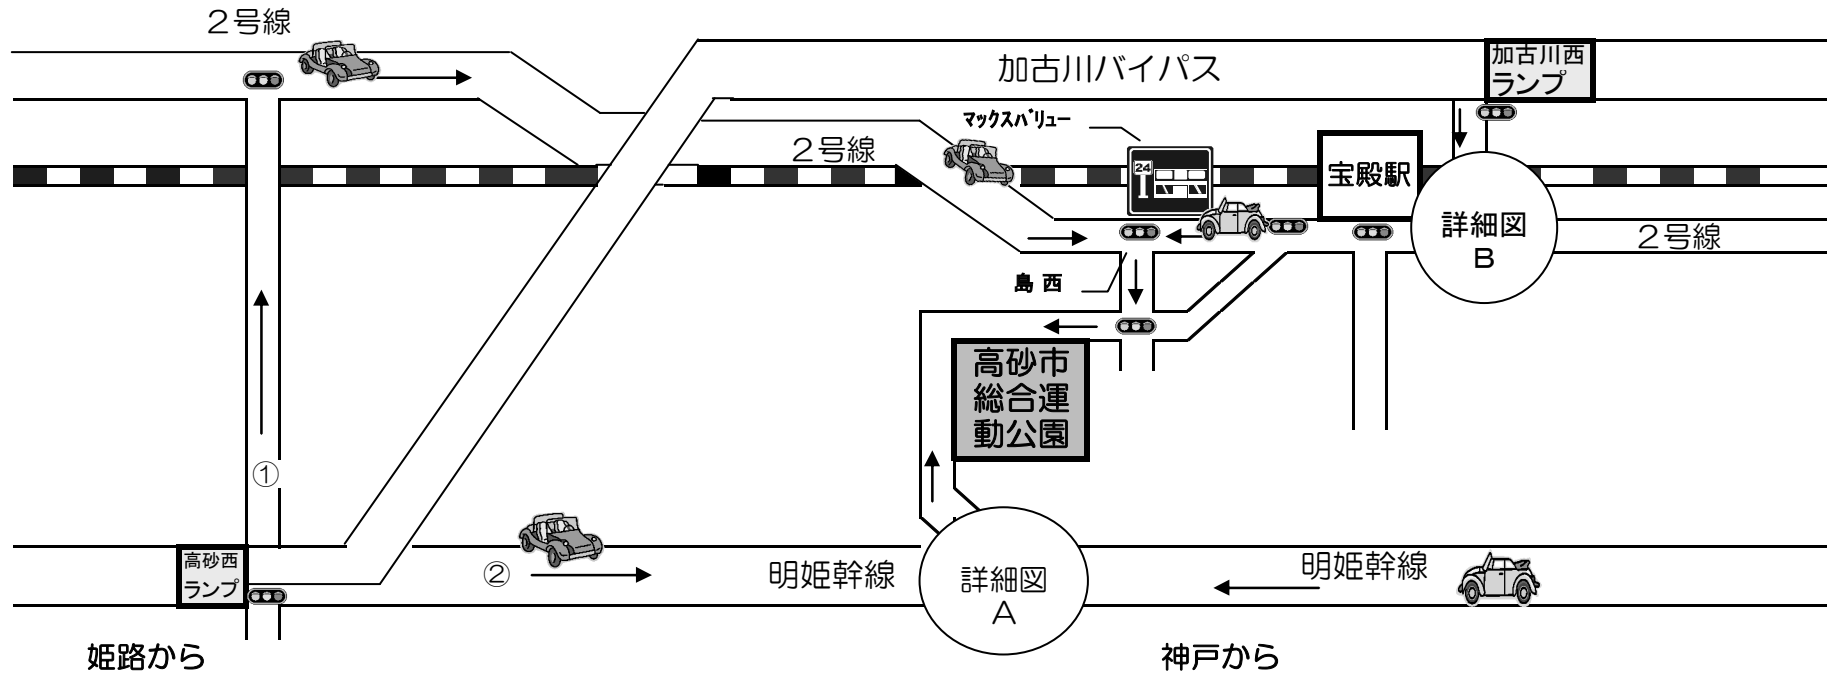 ２号線
加古川バイパス
加古川西
ランプ
マックスバリュー
２号線
24
宝殿駅
詳細図
Ｂ
２号線
島西
高砂市
総合運
動公園
①
高砂西
ランプ
②
明姫幹線
詳細図
Ａ
明姫幹線
姫路から
神戸から